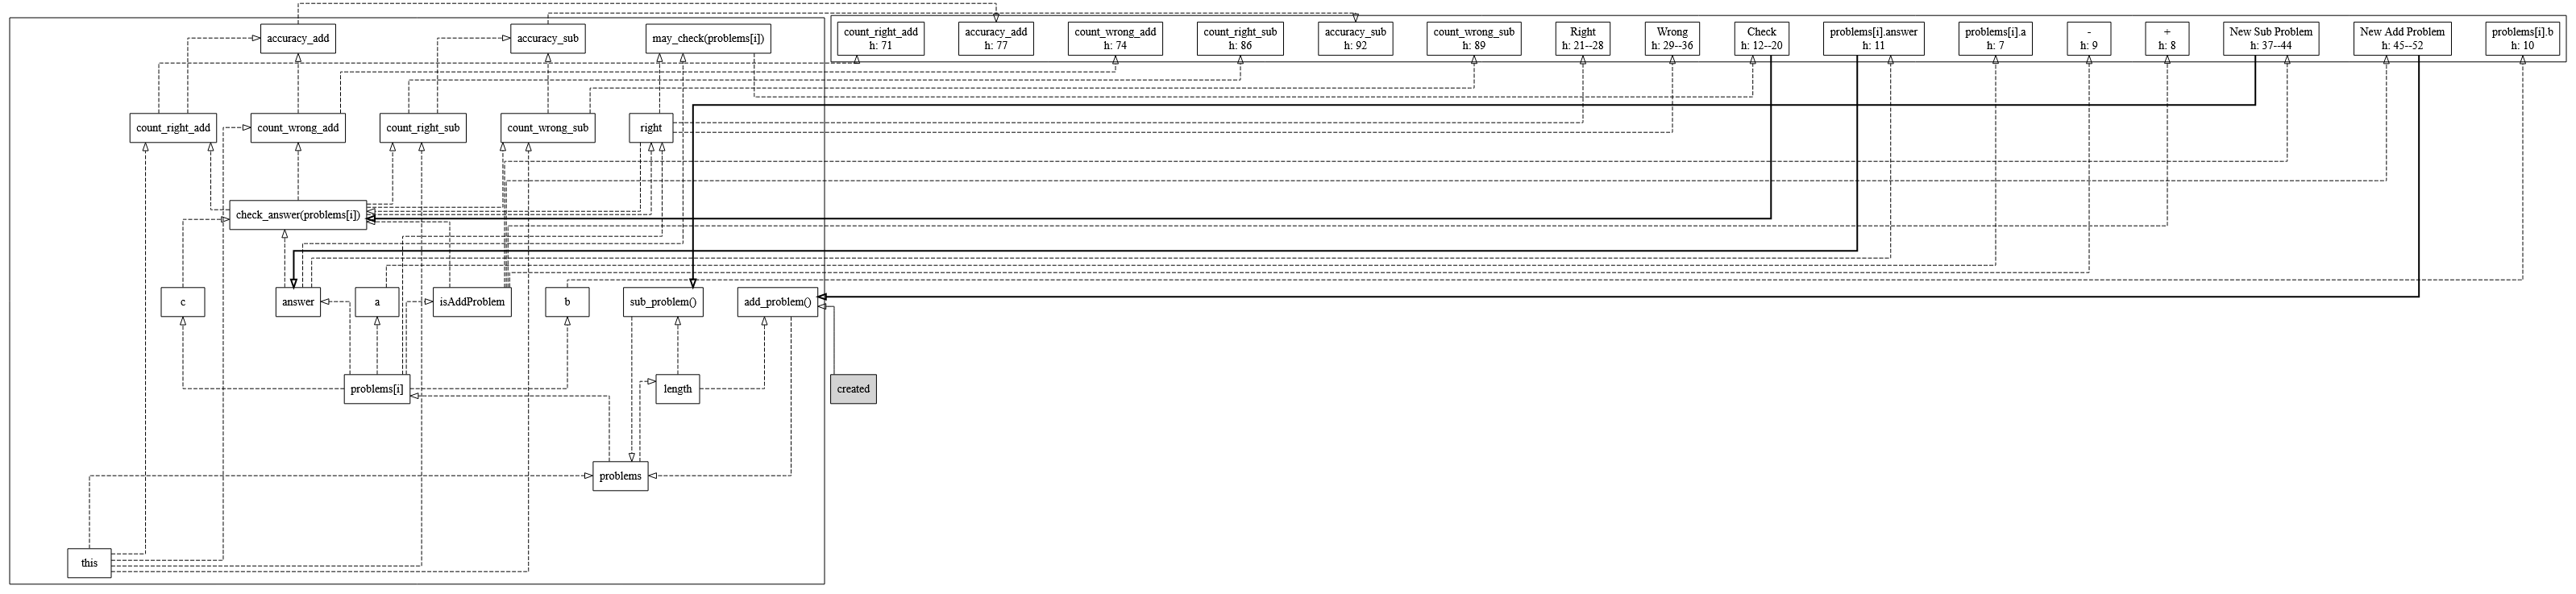 accuracy_add
accuracy_sub
may_check(problems[i])
count_right_add
h: 71
accuracy_add
h: 77
count_wrong_add
h: 74
count_right_sub
h: 86
accuracy_sub
h: 92
count_wrong_sub
h: 89
Right
h: 21--28
Wrong
h: 29--36
Check
h: 12--20
problems[i].answer
h: 11
problems[i].a
h: 7
-
h: 9
+
h: 8
New Sub Problem
h: 37--44
New Add Problem
h: 45--52
problems[i].b
h: 10
count_right_add
count_wrong_add
count_right_sub
count_wrong_sub
right
check_answer(problems[i])
c
answer
a
isAddProblem
b
sub_problem()
add_problem()
problems[i]
length
created
problems
this